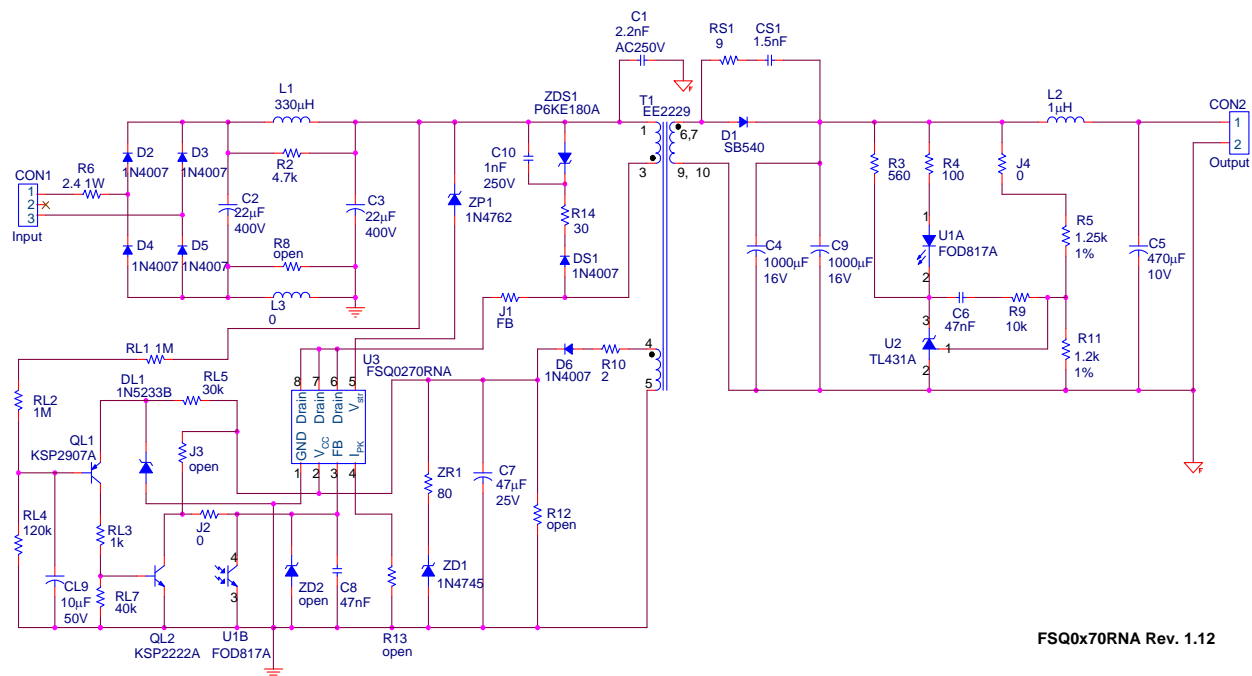 C1
2.2nF
AC250V
RS1
9
CS1
1.5nF
L1
330µH
ZDS1
P6KE180A
T1
EE2229
L2
1µH
CON2
1
2
Output
1
3
6,7
9, 10
D1
SB540
D2
1N4007
D3
1N4007
R2
4.7k
C10
1nF
250V
R3
560
R4
100
J4
0
R6
2.4 1W
CON1
1
2
3
Input
C2
22µF
400V
C3
22µF
400V
ZP1
1N4762
R14
30
1
U1A
FOD817A
2
R5
1.25k
1%
D4
1N4007
D5
1N4007
R8
open
DS1
1N4007
C4
1000µF
16V
C9
1000µF
16V
C5
470µF
10V
L3
0
J1
FB
C6
47nF
R9
10k
3
U2
TL431A
1
2
R11
1.2k
1%
RL1 1M
U3
FSQ0270RNA
D6
1N4007
R10
2
4
5
DL1
1N5233B
RL5
30k
RL2
1M
8
7
6
5
Drain
Drain
Drain
Vstr
GND
VCC
FB
IPK
1
2
3
4
QL1
KSP2907A
J3
open
ZR1
80
C7
47µF
25V
R12
open
RL4
120k
RL3
1k
J2
0
4
3
CL9
10µF
50V
RL7
40k
ZD2
open
C8
47nF
ZD1
1N4745
QL2
KSP2222A
U1B
FOD817A
R13
open
FSQ0x70RNA Rev. 1.12